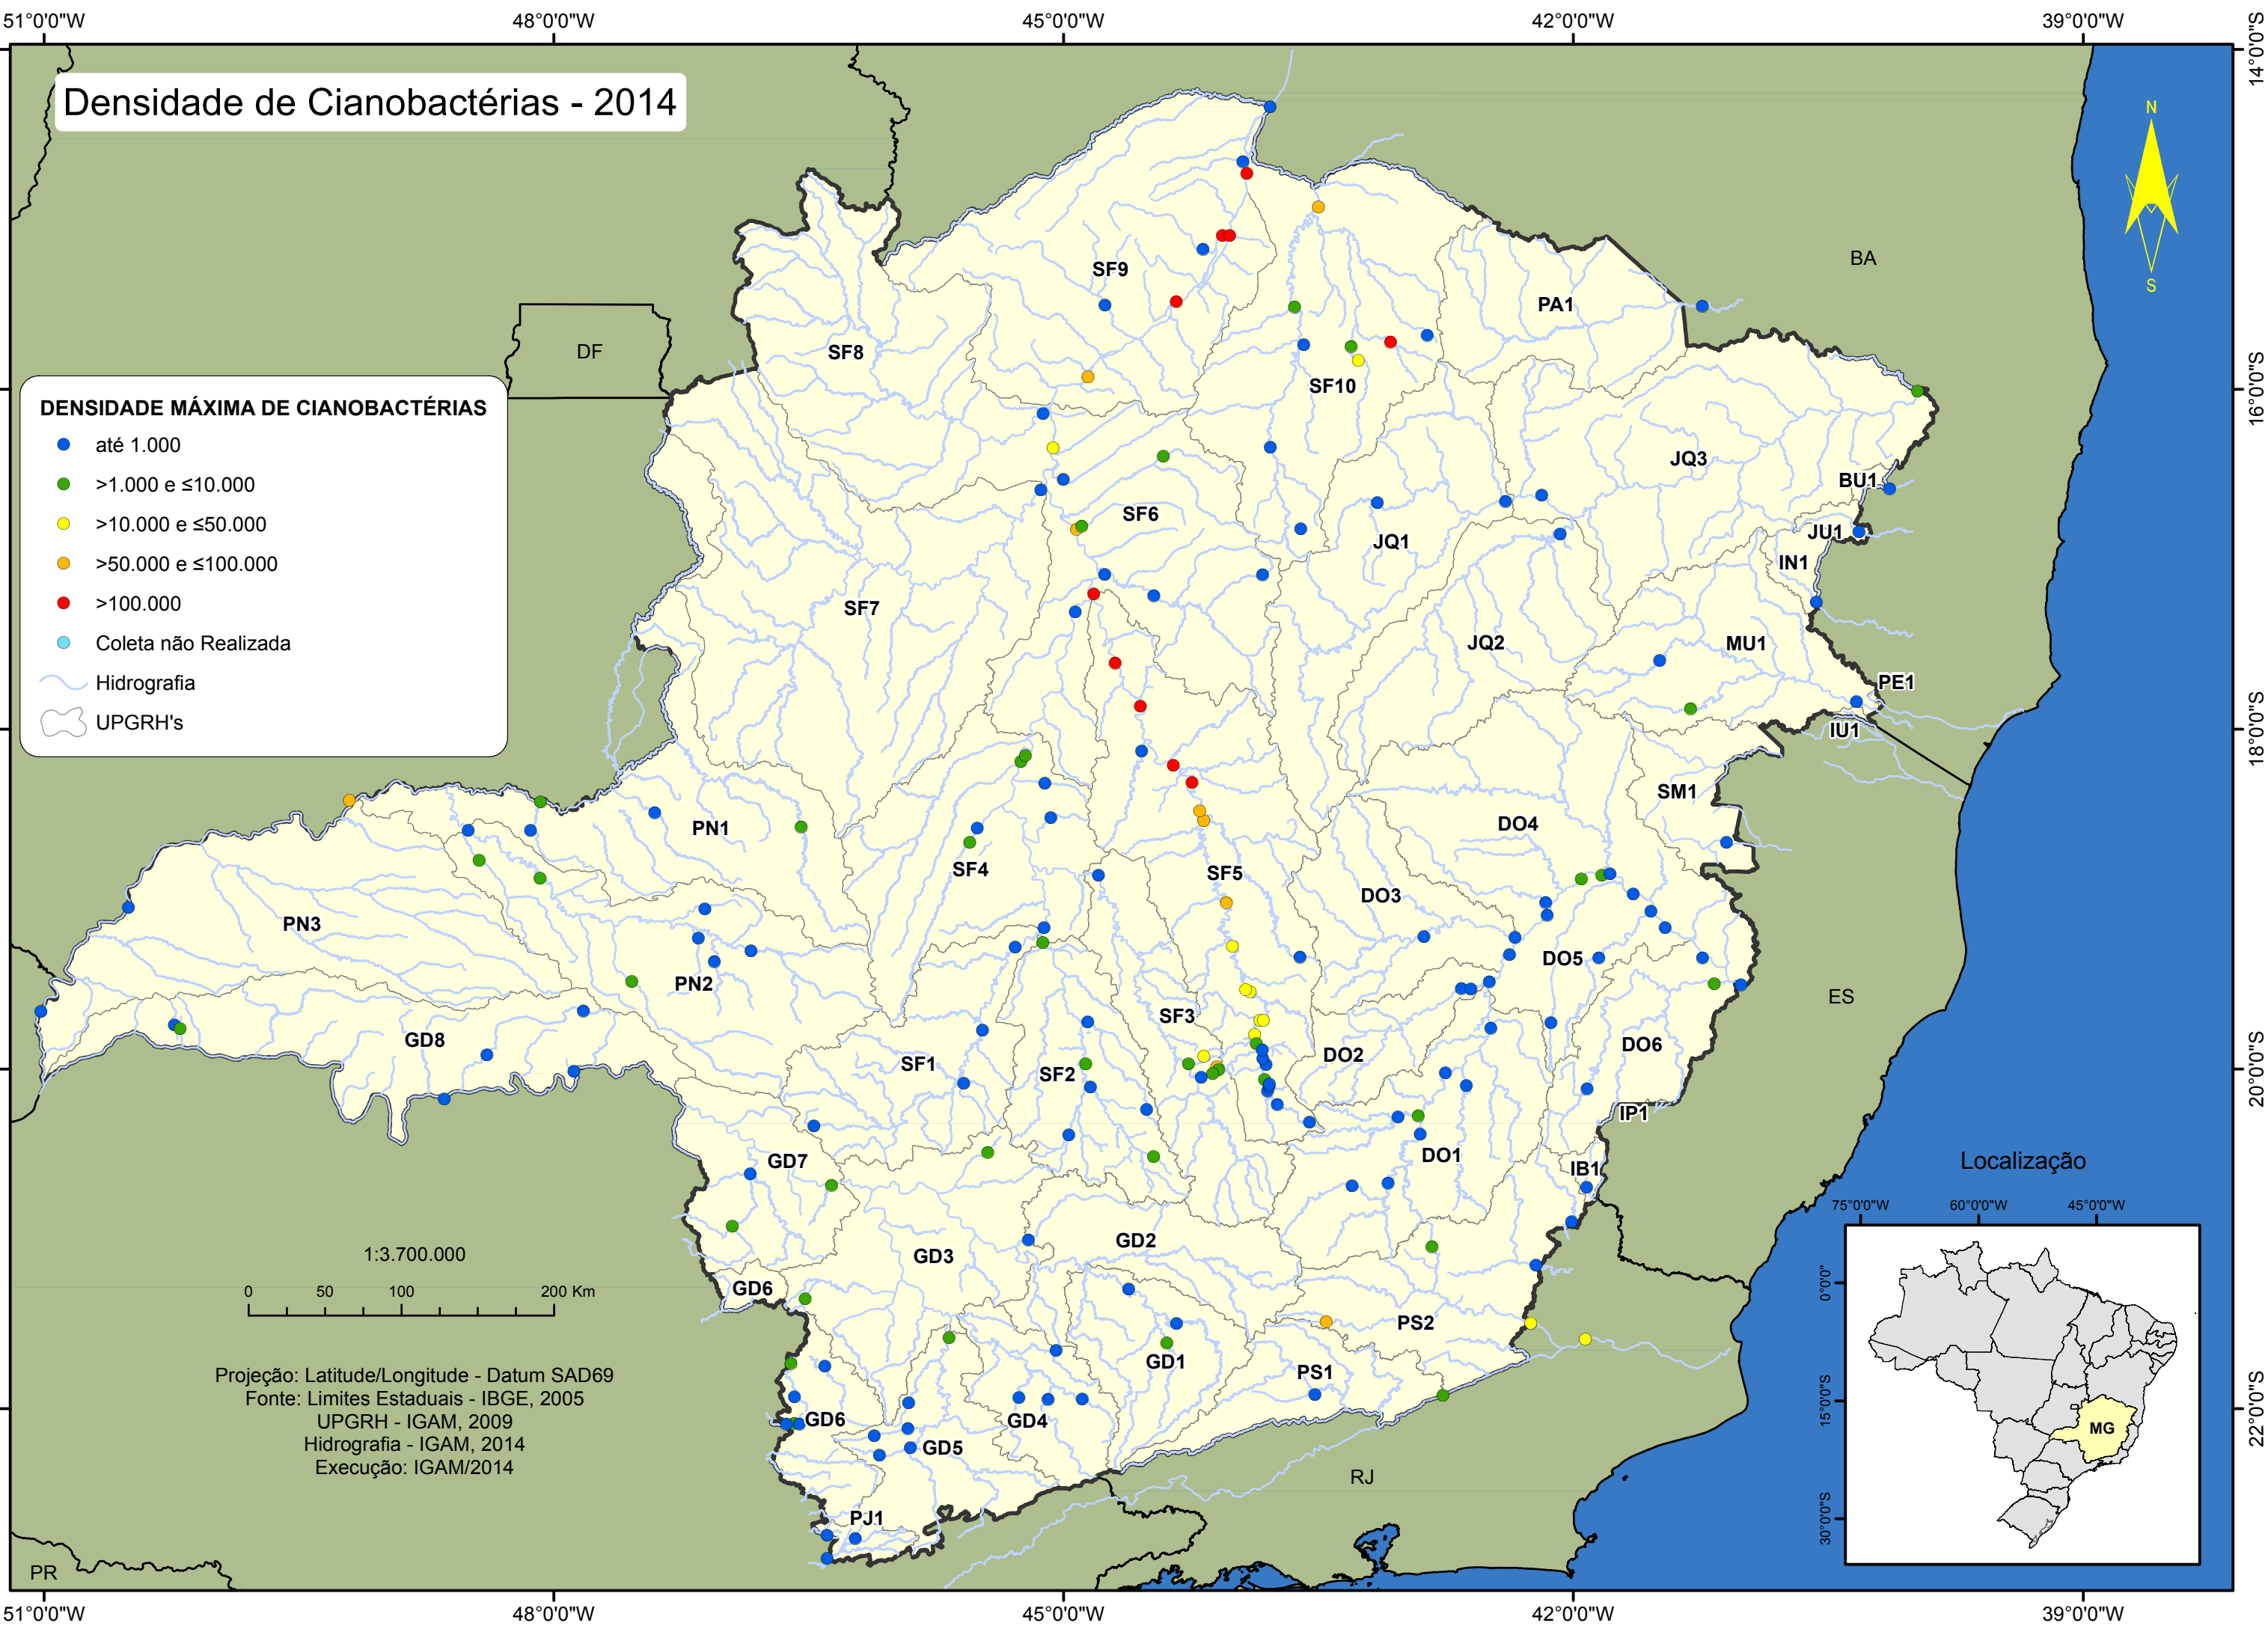 51°0'0"W 48°0'0"W 45°0'0"W 42°0'0"W 39°0'0"W
14°0'0"S
Densidade de Cianobactérias - 2014
N
S
BA
SF9
PA1
SF8
DF
SF10
16°0'0"S
DENSIDADE MÁXIMA DE CIANOBACTÉRIAS
até 1.000
>1.000 e ≤10.000
>10.000 e ≤50.000
>50.000 e ≤100.000
>100.000
Coleta não Realizada
Hidrografia
UPGRH's
JQ3
BU1
SF6
JU1
JQ1
IN1
SF7
JQ2
MU1
PE1
IU1
18°0'0"S
SM1
DO4
PN1
SF4
SF5
DO3
PN3
DO5
PN2
ES
SF3
GD8
DO6
DO2
SF1
SF2
20°0'0"S
IP1
DO1
GD7
IB1
Localização
75°0'0"W 60°0'0"W 45°0'0"W
GD2
GD3
1:3.700.000
GD6
0 50 100 200 Km
0°0'0"
PS2
GD1
PS1
Projeção: Latitude/Longitude - Datum SAD69
Fonte: Limites Estaduais - IBGE, 2005
UPGRH - IGAM, 2009
Hidrografia - IGAM, 2014
Execução: IGAM/2014
15°0'0"S
22°0'0"S
GD6
GD4
MG
GD5
RJ
PJ1
30°0'0"S
PR
51°0'0"W 48°0'0"W 45°0'0"W 42°0'0"W 39°0'0"W